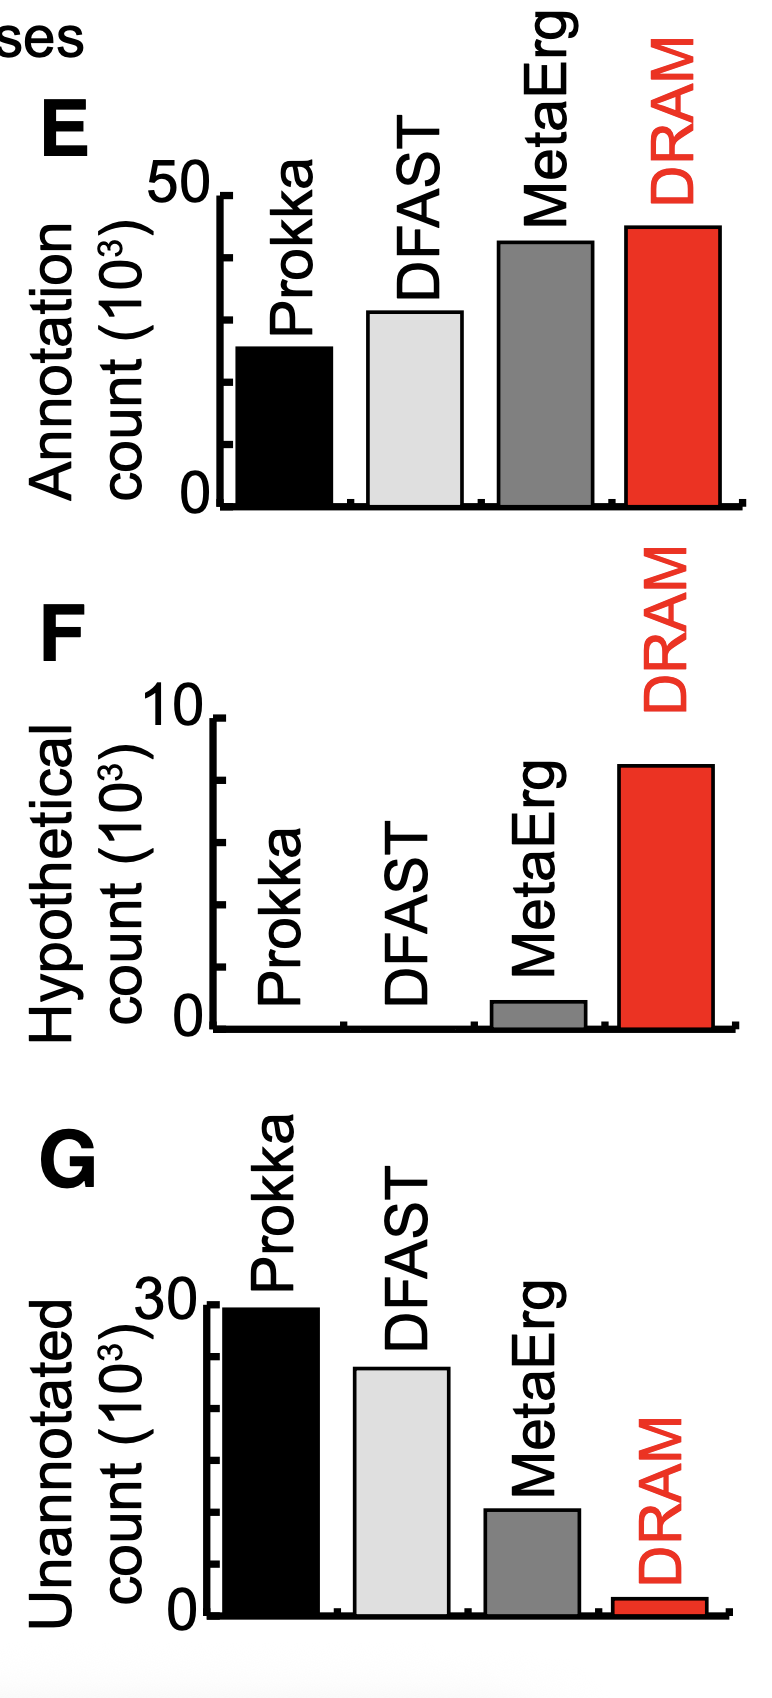 ses
E
Annotation
count (10³)
50
0
Prokka
DFAST
MetaErg
DRAM
F
Hypothetical
count (10³)
10
0
Prokka
DFAST
MetaErg
DRAM
G
Unannotated
count (10³)
30
0
Prokka
DFAST
MetaErg
DRAM